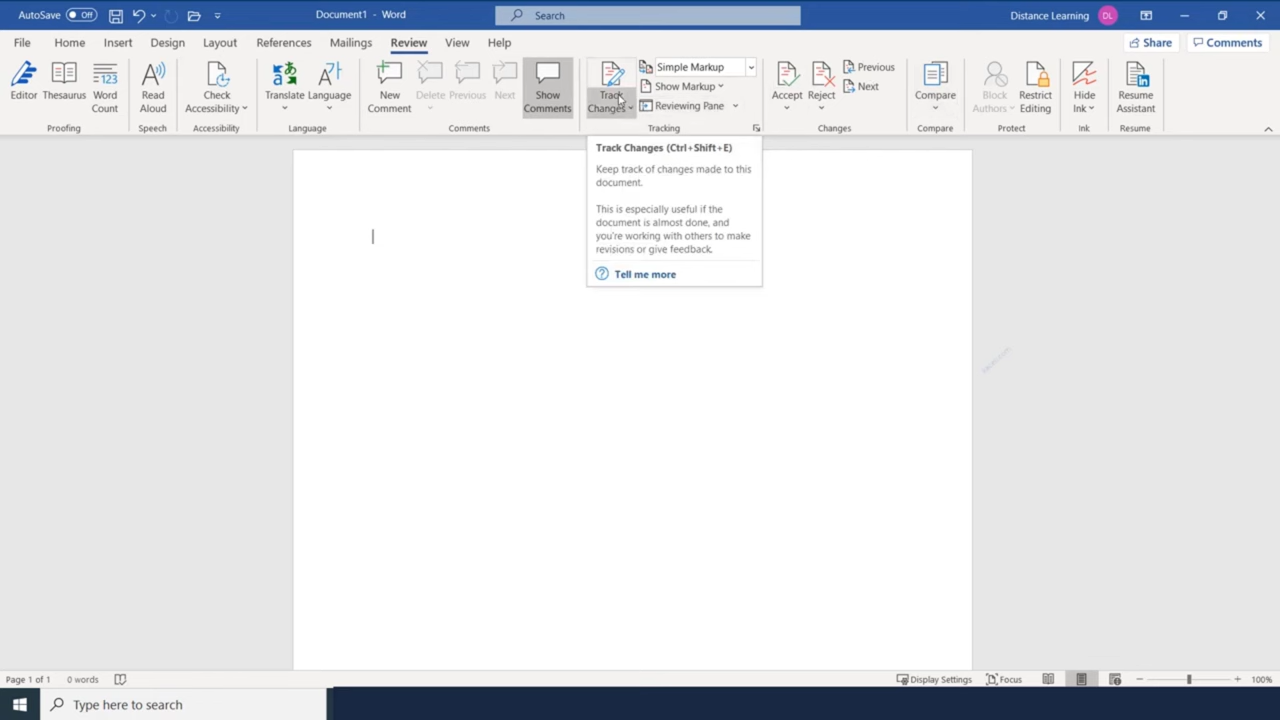 AutoSave Off Document1 - Word Search Distance Learning DL
File Home Insert Design Layout References Mailings Review View Help Share Comments
Editor Thesaurus Word Count
Read Aloud
Check Accessibility
Translate Language
New Comment Delete Previous Next Show Comments
Track Changes
Simple Markup
Show Markup
Reviewing Pane
Accept Reject
Previous
Next
Compare
Block Authors Restrict Editing
Hide Ink
Resume Assistant
Proofing Speech Accessibility Language Comments Tracking Changes Compare Protect Ink Resume
Track Changes (Ctrl+Shift+E)
Keep track of changes made to this
document.
This is especially useful if the
document is almost done, and
you're working with others to make
revisions or give feedback.
? Tell me more
Page 1 of 1 0 words Display Settings Focus 100%
Type here to search